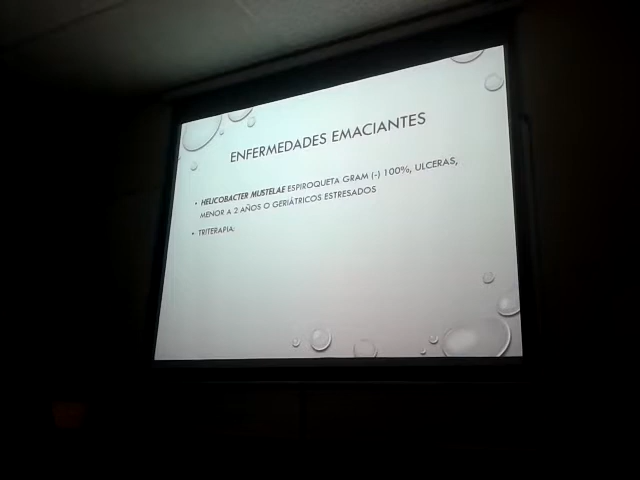 ENFERMEDADES EMACIANTES
• HELICOBACTER MUSTELAE ESPIROQUETA GRAM (-) 100%, ULCERAS,
MENOR A 2 AÑOS O GERIÁTRICOS ESTRESADOS
• TRITERAPIA: